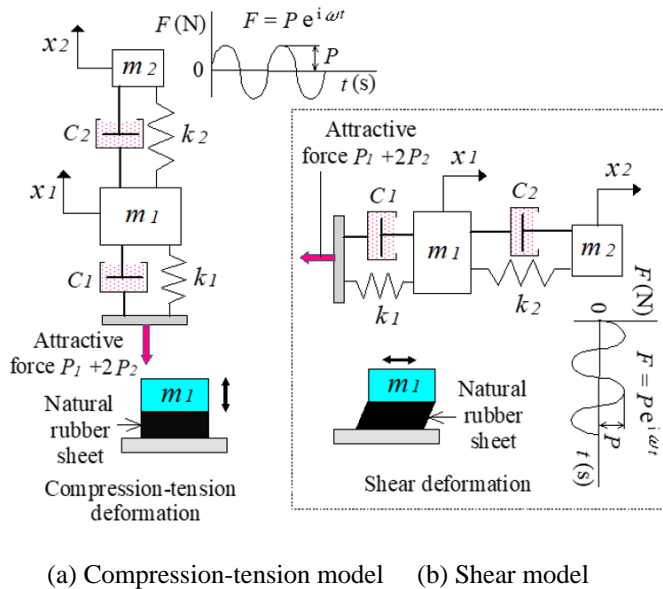 F (N)
F = P e^{iωt}
P
0
t (s)
x2
m2
C2
k2
x1
m1
C1
k1
Attractive
force P1 +2P2
m1
Natural
rubber
sheet
Compression-tension
deformation
Attractive
force P1 +2P2
x1
x2
C1
C2
m1
m2
k1
k2
F (N)
0
F = P e^{iωt}
P
t (s)
m1
Natural
rubber sheet
Shear deformation
(a) Compression-tension model (b) Shear model